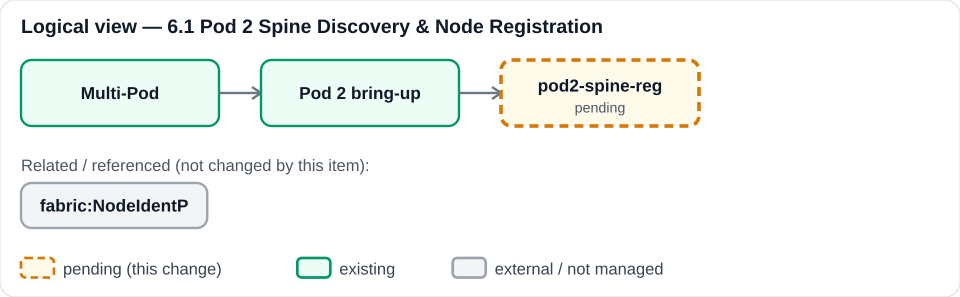 Logical view — 6.1 Pod 2 Spine Discovery & Node Registration
Multi-Pod
Pod 2 bring-up
pod2-spine-reg
pending
Related / referenced (not changed by this item):
fabric:NodeIdentP
pending (this change)
existing
external / not managed